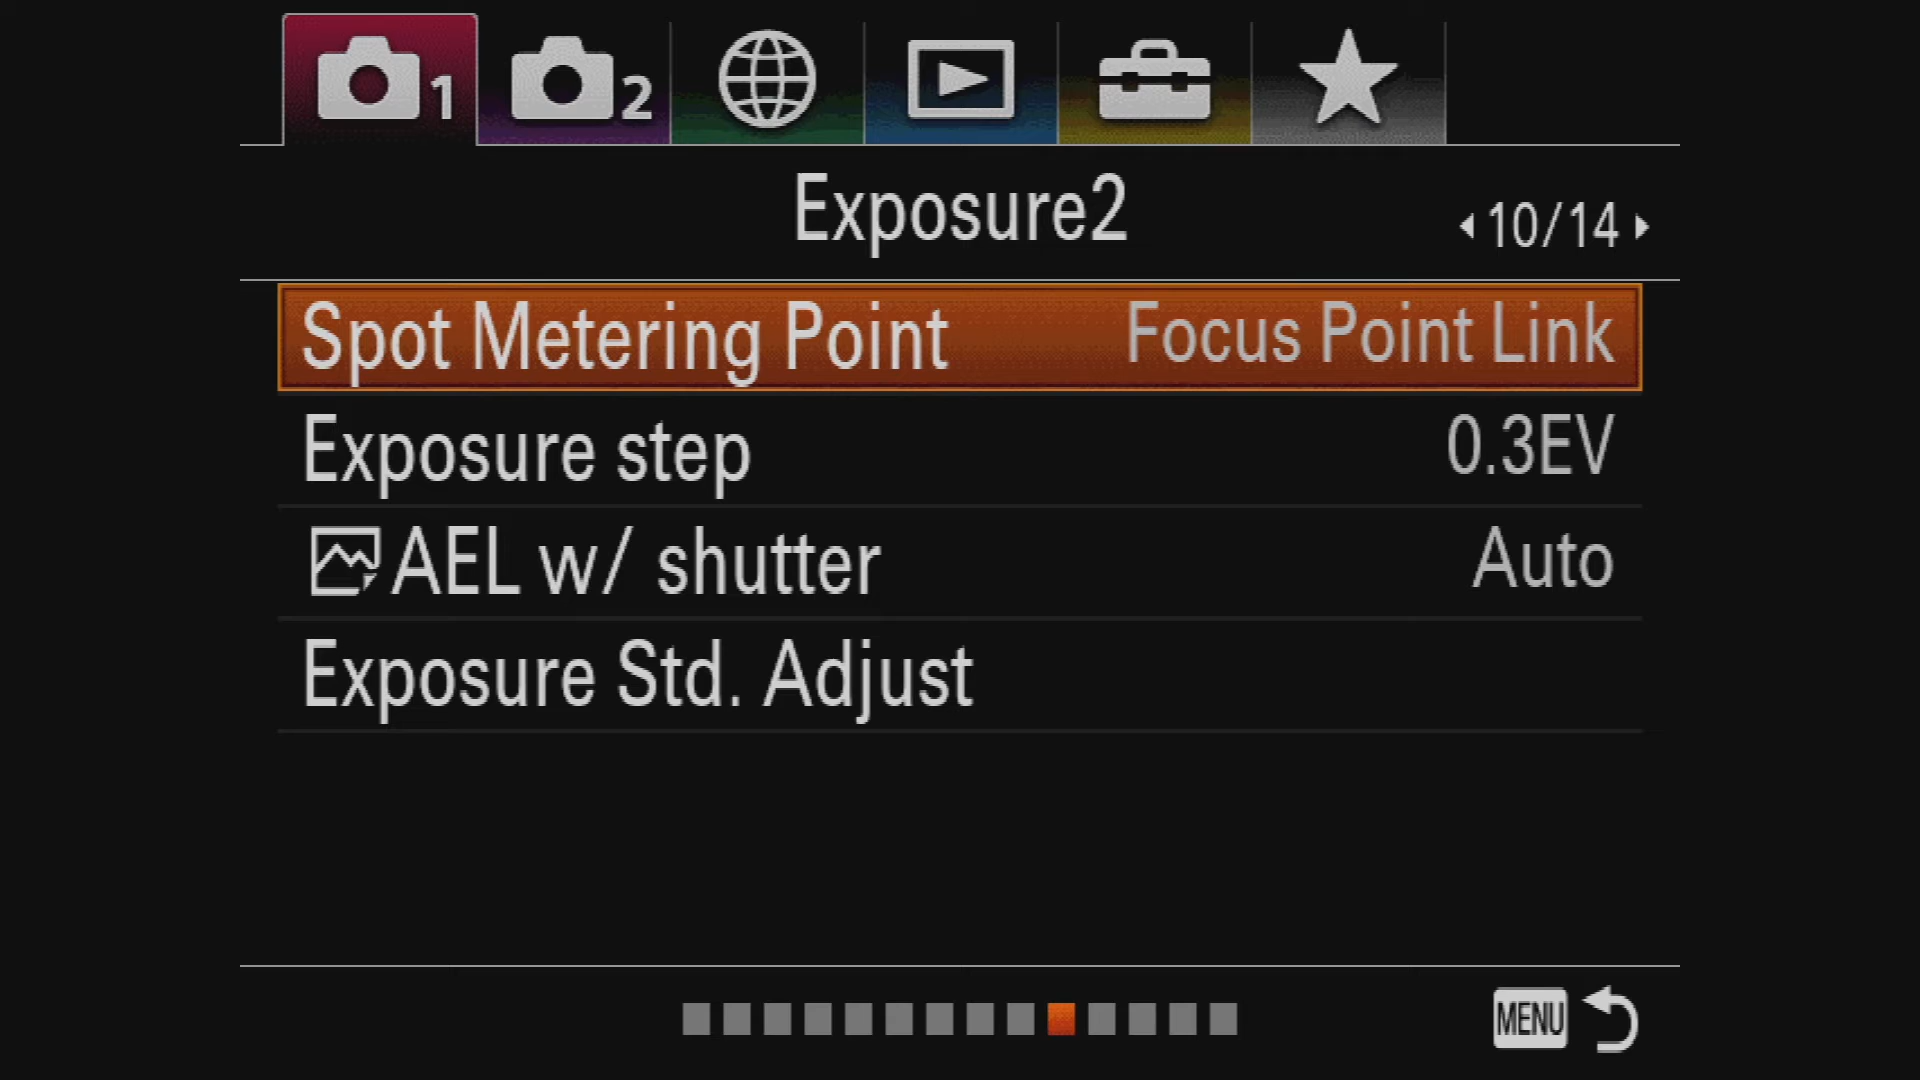 1 2
Exposure2
10/14
Spot Metering Point Focus Point Link
Exposure step 0.3EV
AEL w/ shutter Auto
Exposure Std. Adjust
MENU